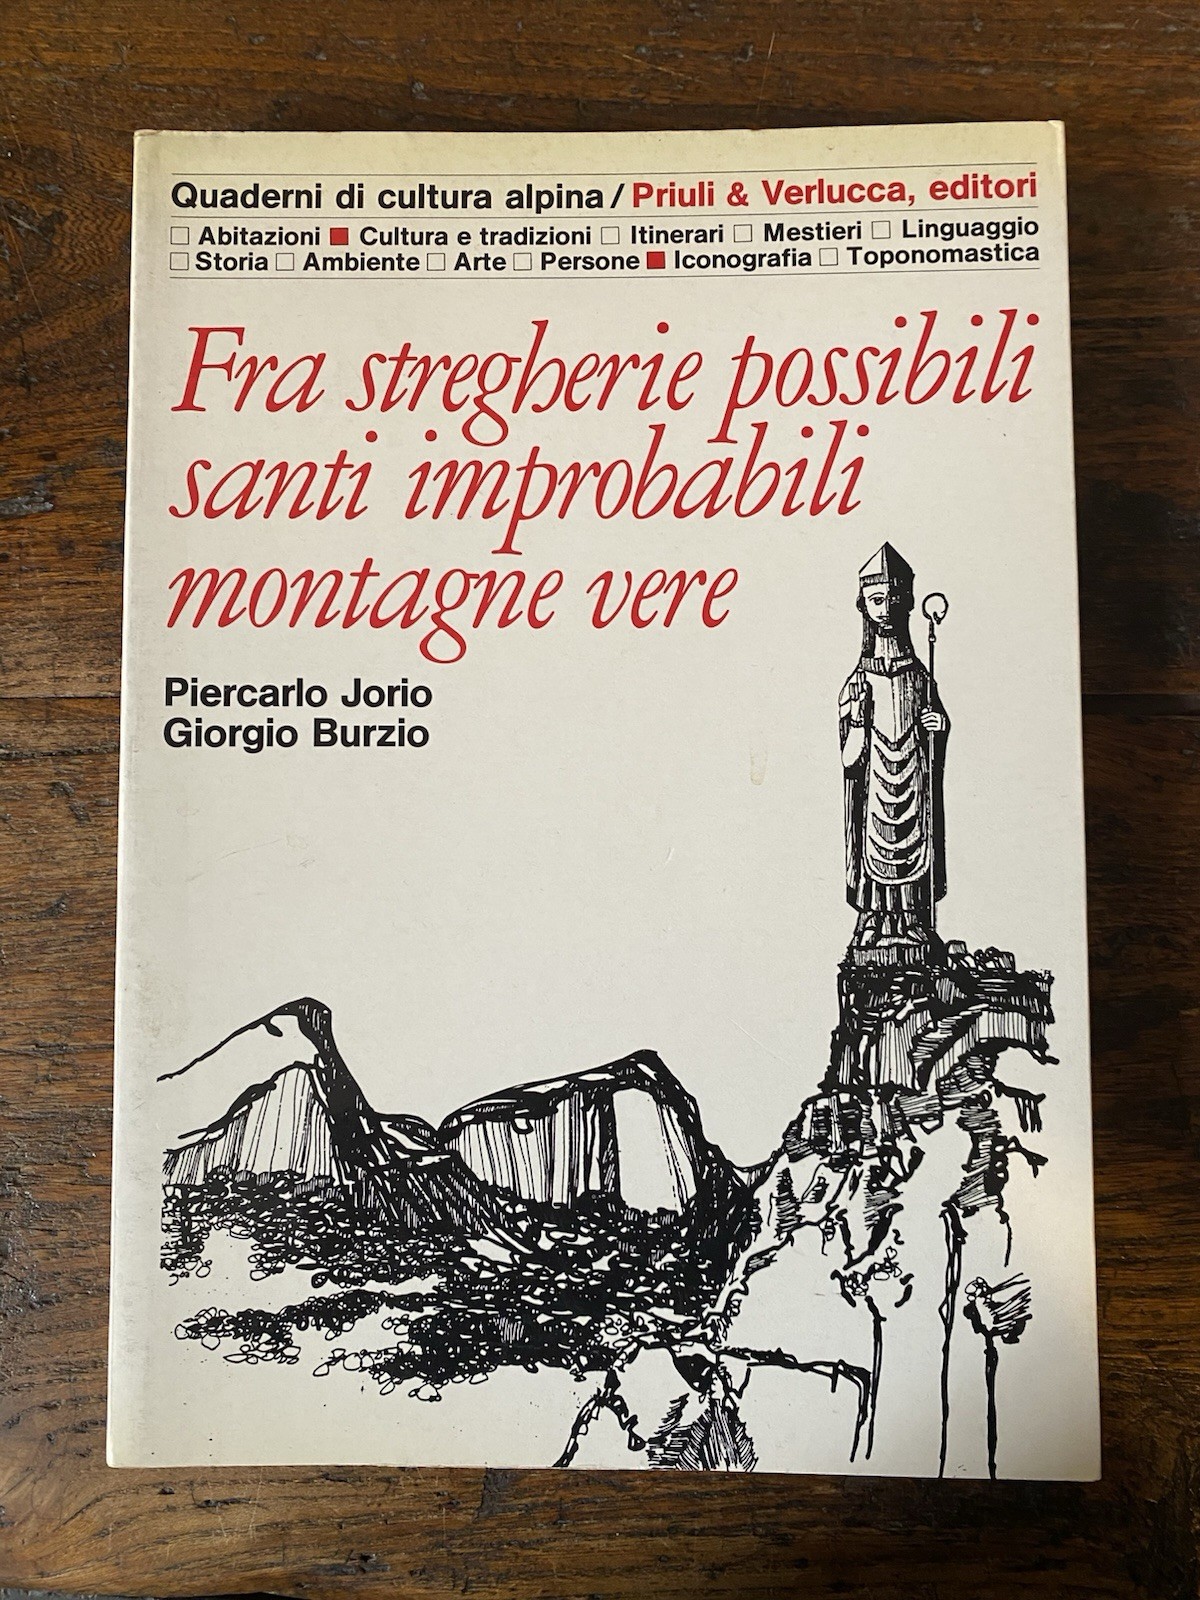 Quaderni di cultura alpina / Priuli & Verlucca, editori
□ Abitazioni ■ Cultura e tradizioni □ Itinerari □ Mestieri □ Linguaggio
□ Storia □ Ambiente □ Arte □ Persone ■ Iconografia □ Toponomastica
Fra stregherie possibili
santi improbabili
montagne vere
Piercarlo Jorio
Giorgio Burzio